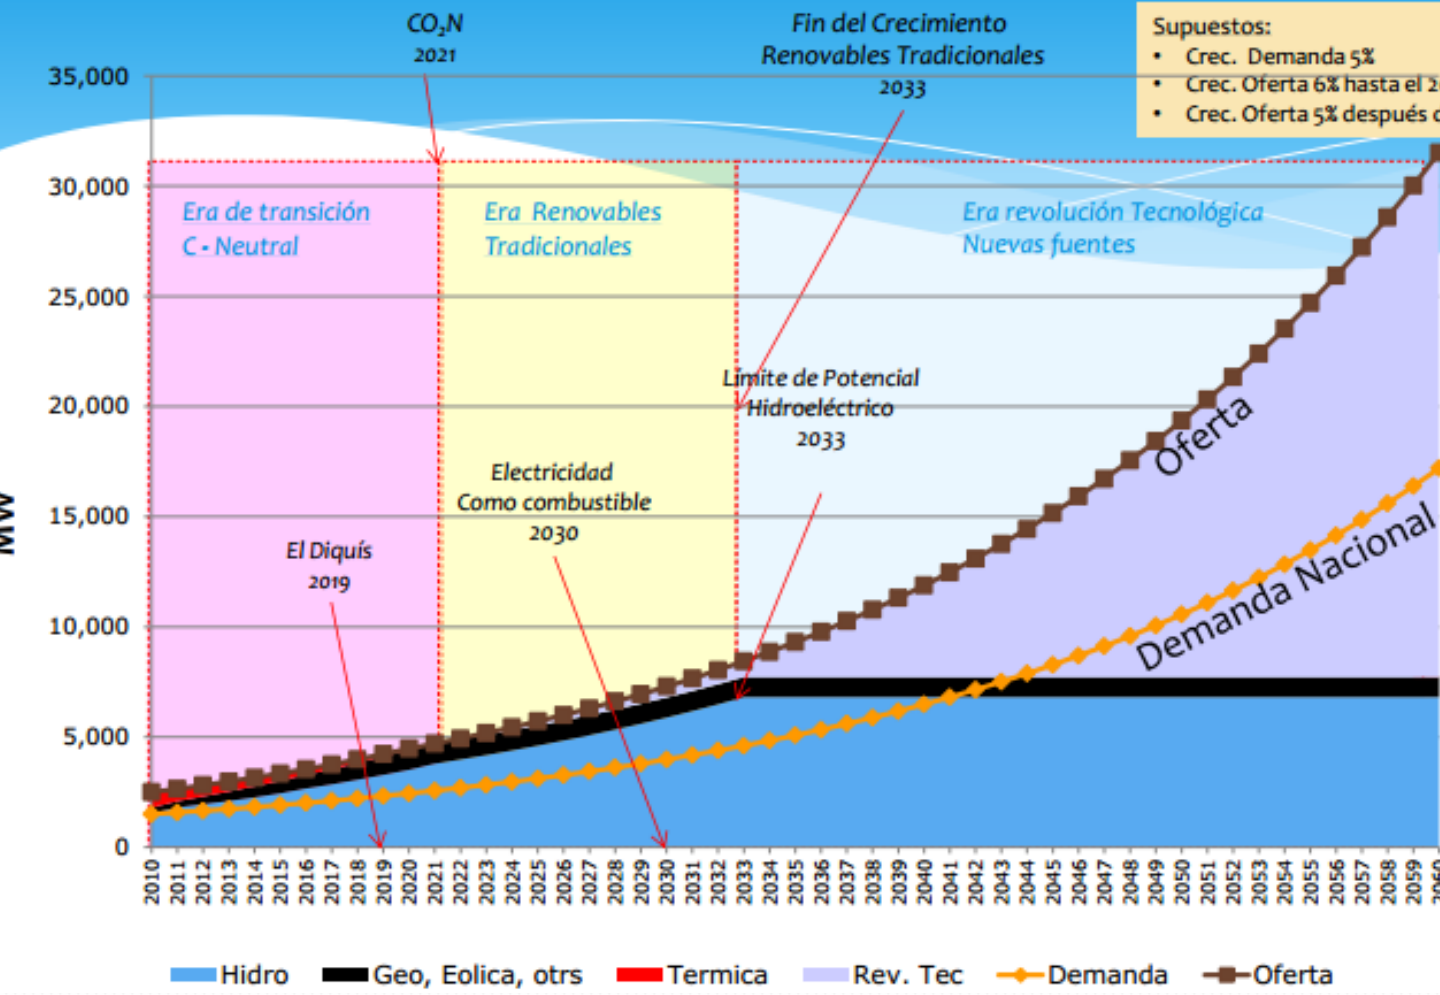 CO₂N
2021
Fin del Crecimiento
Renovables Tradicionales
2033
Supuestos:
• Crec. Demanda 5%
• Crec. Oferta 6% hasta el
• Crec. Oferta 5% después
35,000
30,000
25,000
20,000
15,000
10,000
5,000
0
MW
Era de transición
C - Neutral
Era Renovables
Tradicionales
Era revolución Tecnológica
Nuevas fuentes
Límite de Potencial
Hidroeléctrico
2033
Electricidad
Como combustible
2030
El Diquís
2019
Oferta
Demanda Nacional
2010 2011 2012 2013 2014 2015 2016 2017 2018 2019 2020 2021 2022 2023 2024 2025 2026 2027 2028 2029 2030 2031 2032 2033 2034 2035 2036 2037 2038 2039 2040 2041 2042 2043 2044 2045 2046 2047 2048 2049 2050 2051 2052 2053 2054 2055 2056 2057 2058 2059 2060
Hidro Geo, Eolica, otrs Termica Rev. Tec Demanda Oferta